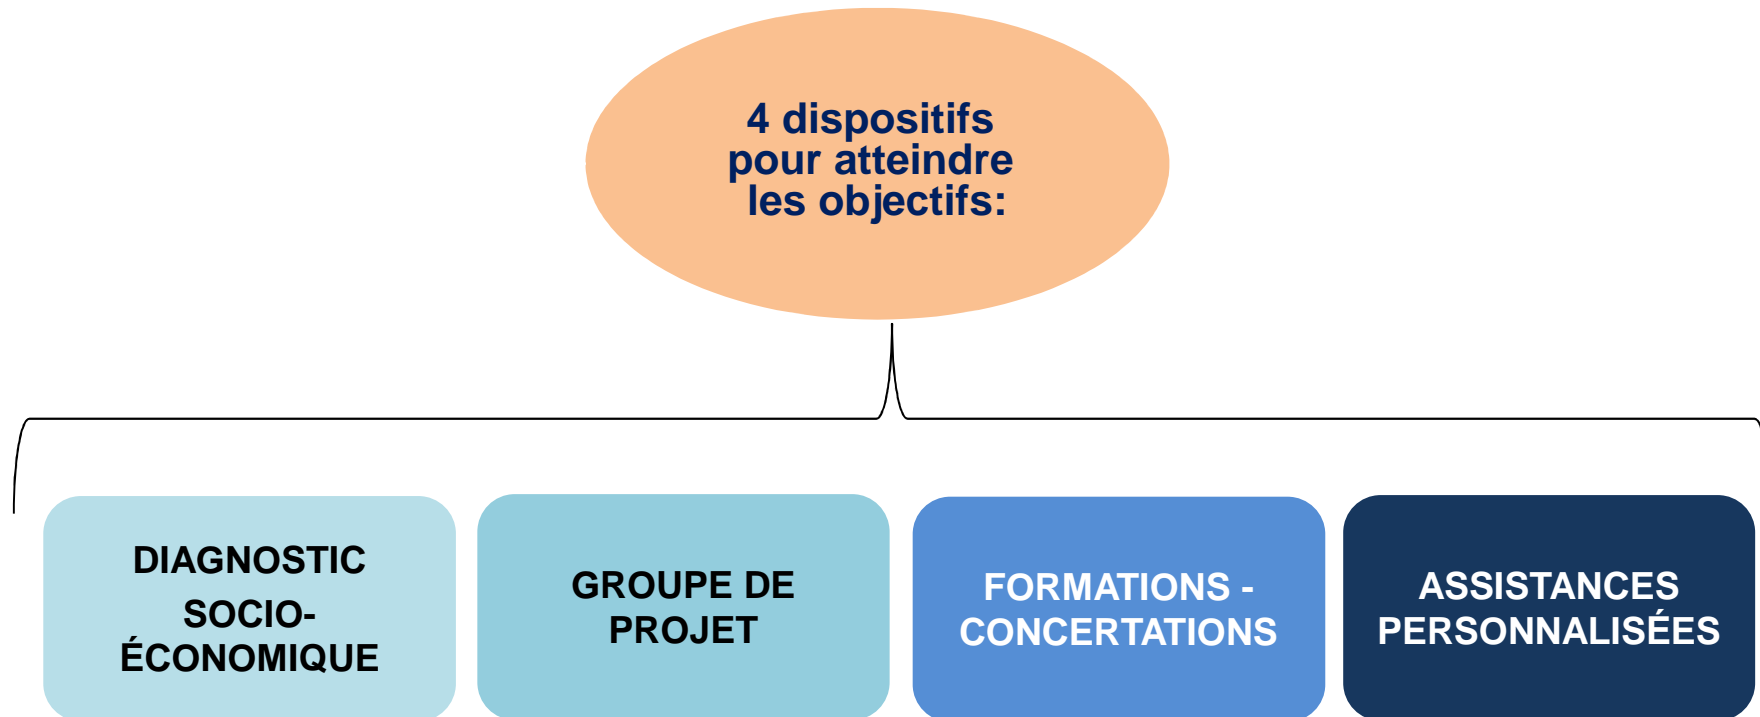 4 dispositifs
pour atteindre
les objectifs:
DIAGNOSTIC
SOCIO-
ÉCONOMIQUE
GROUPE DE
PROJET
FORMATIONS -
CONCERTATIONS
ASSISTANCES
PERSONNALISÉES